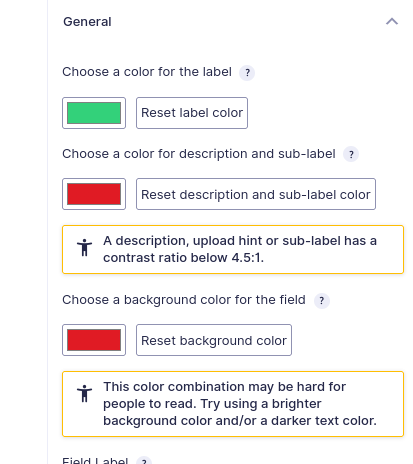 General
Choose a color for the label ?
Reset label color
Choose a color for description and sub-label ?
Reset description and sub-label color
A description, upload hint or sub-label has a
contrast ratio below 4.5:1.
Choose a background color for the field ?
Reset background color
This color combination may be hard for
people to read. Try using a brighter
background color and/or a darker text color.
Field Label ?